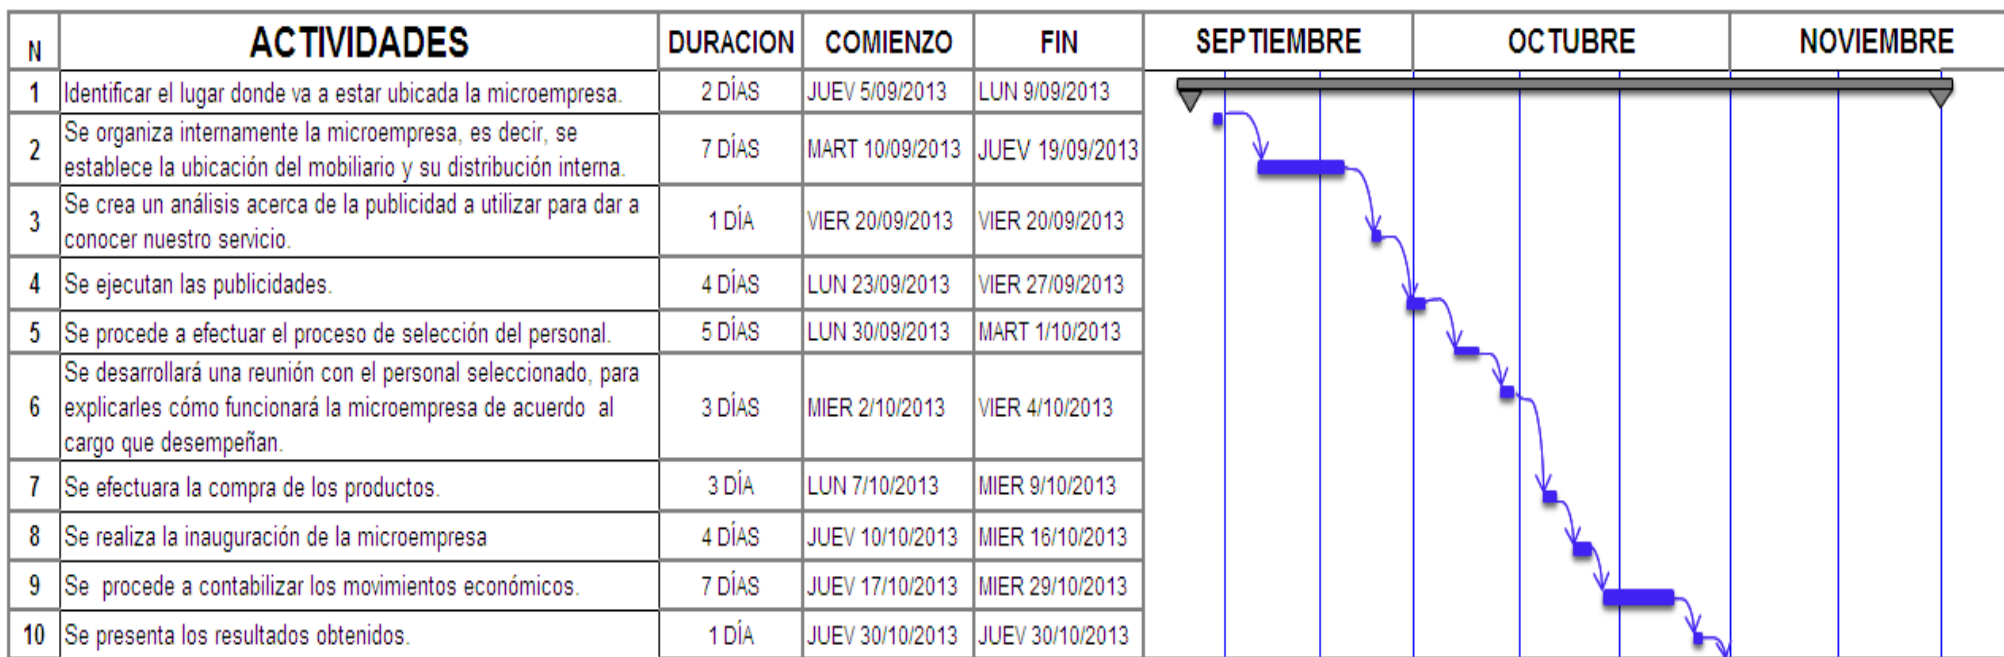 N ACTIVIDADES DURACION COMIENZO FIN SEPTIEMBRE OCTUBRE NOVIEMBRE
1 Identificar el lugar donde va a estar ubicada la microempresa. 2 DÍAS JUEV 5/09/2013 LUN 9/09/2013
2 Se organiza internamente la microempresa, es decir, se
establece la ubicación del mobiliario y su distribución interna. 7 DÍAS MART 10/09/2013 JUEV 19/09/2013
3 Se crea un análisis acerca de la publicidad a utilizar para dar a
conocer nuestro servicio. 1 DÍA VIER 20/09/2013 VIER 20/09/2013
4 Se ejecutan las publicidades. 4 DÍAS LUN 23/09/2013 VIER 27/09/2013
5 Se procede a efectuar el proceso de selección del personal. 5 DÍAS LUN 30/09/2013 MART 1/10/2013
6 Se desarrollará una reunión con el personal seleccionado, para
explicarles cómo funcionará la microempresa de acuerdo al
cargo que desempeñan. 3 DÍAS MIER 2/10/2013 VIER 4/10/2013
7 Se efectuara la compra de los productos. 3 DÍA LUN 7/10/2013 MIER 9/10/2013
8 Se realiza la inauguración de la microempresa 4 DÍAS JUEV 10/10/2013 MIER 16/10/2013
9 Se procede a contabilizar los movimientos económicos. 7 DÍAS JUEV 17/10/2013 MIER 29/10/2013
10 Se presenta los resultados obtenidos. 1 DÍA JUEV 30/10/2013 JUEV 30/10/2013